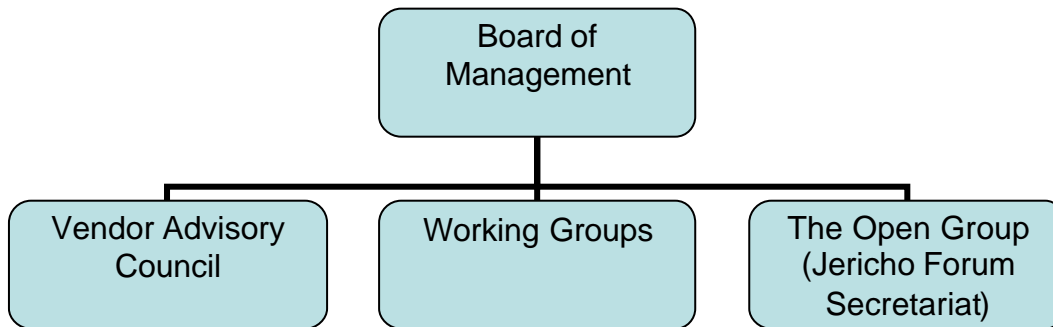 Board of
Management
Vendor Advisory
Council
Working Groups
The Open Group
(Jericho Forum
Secretariat)